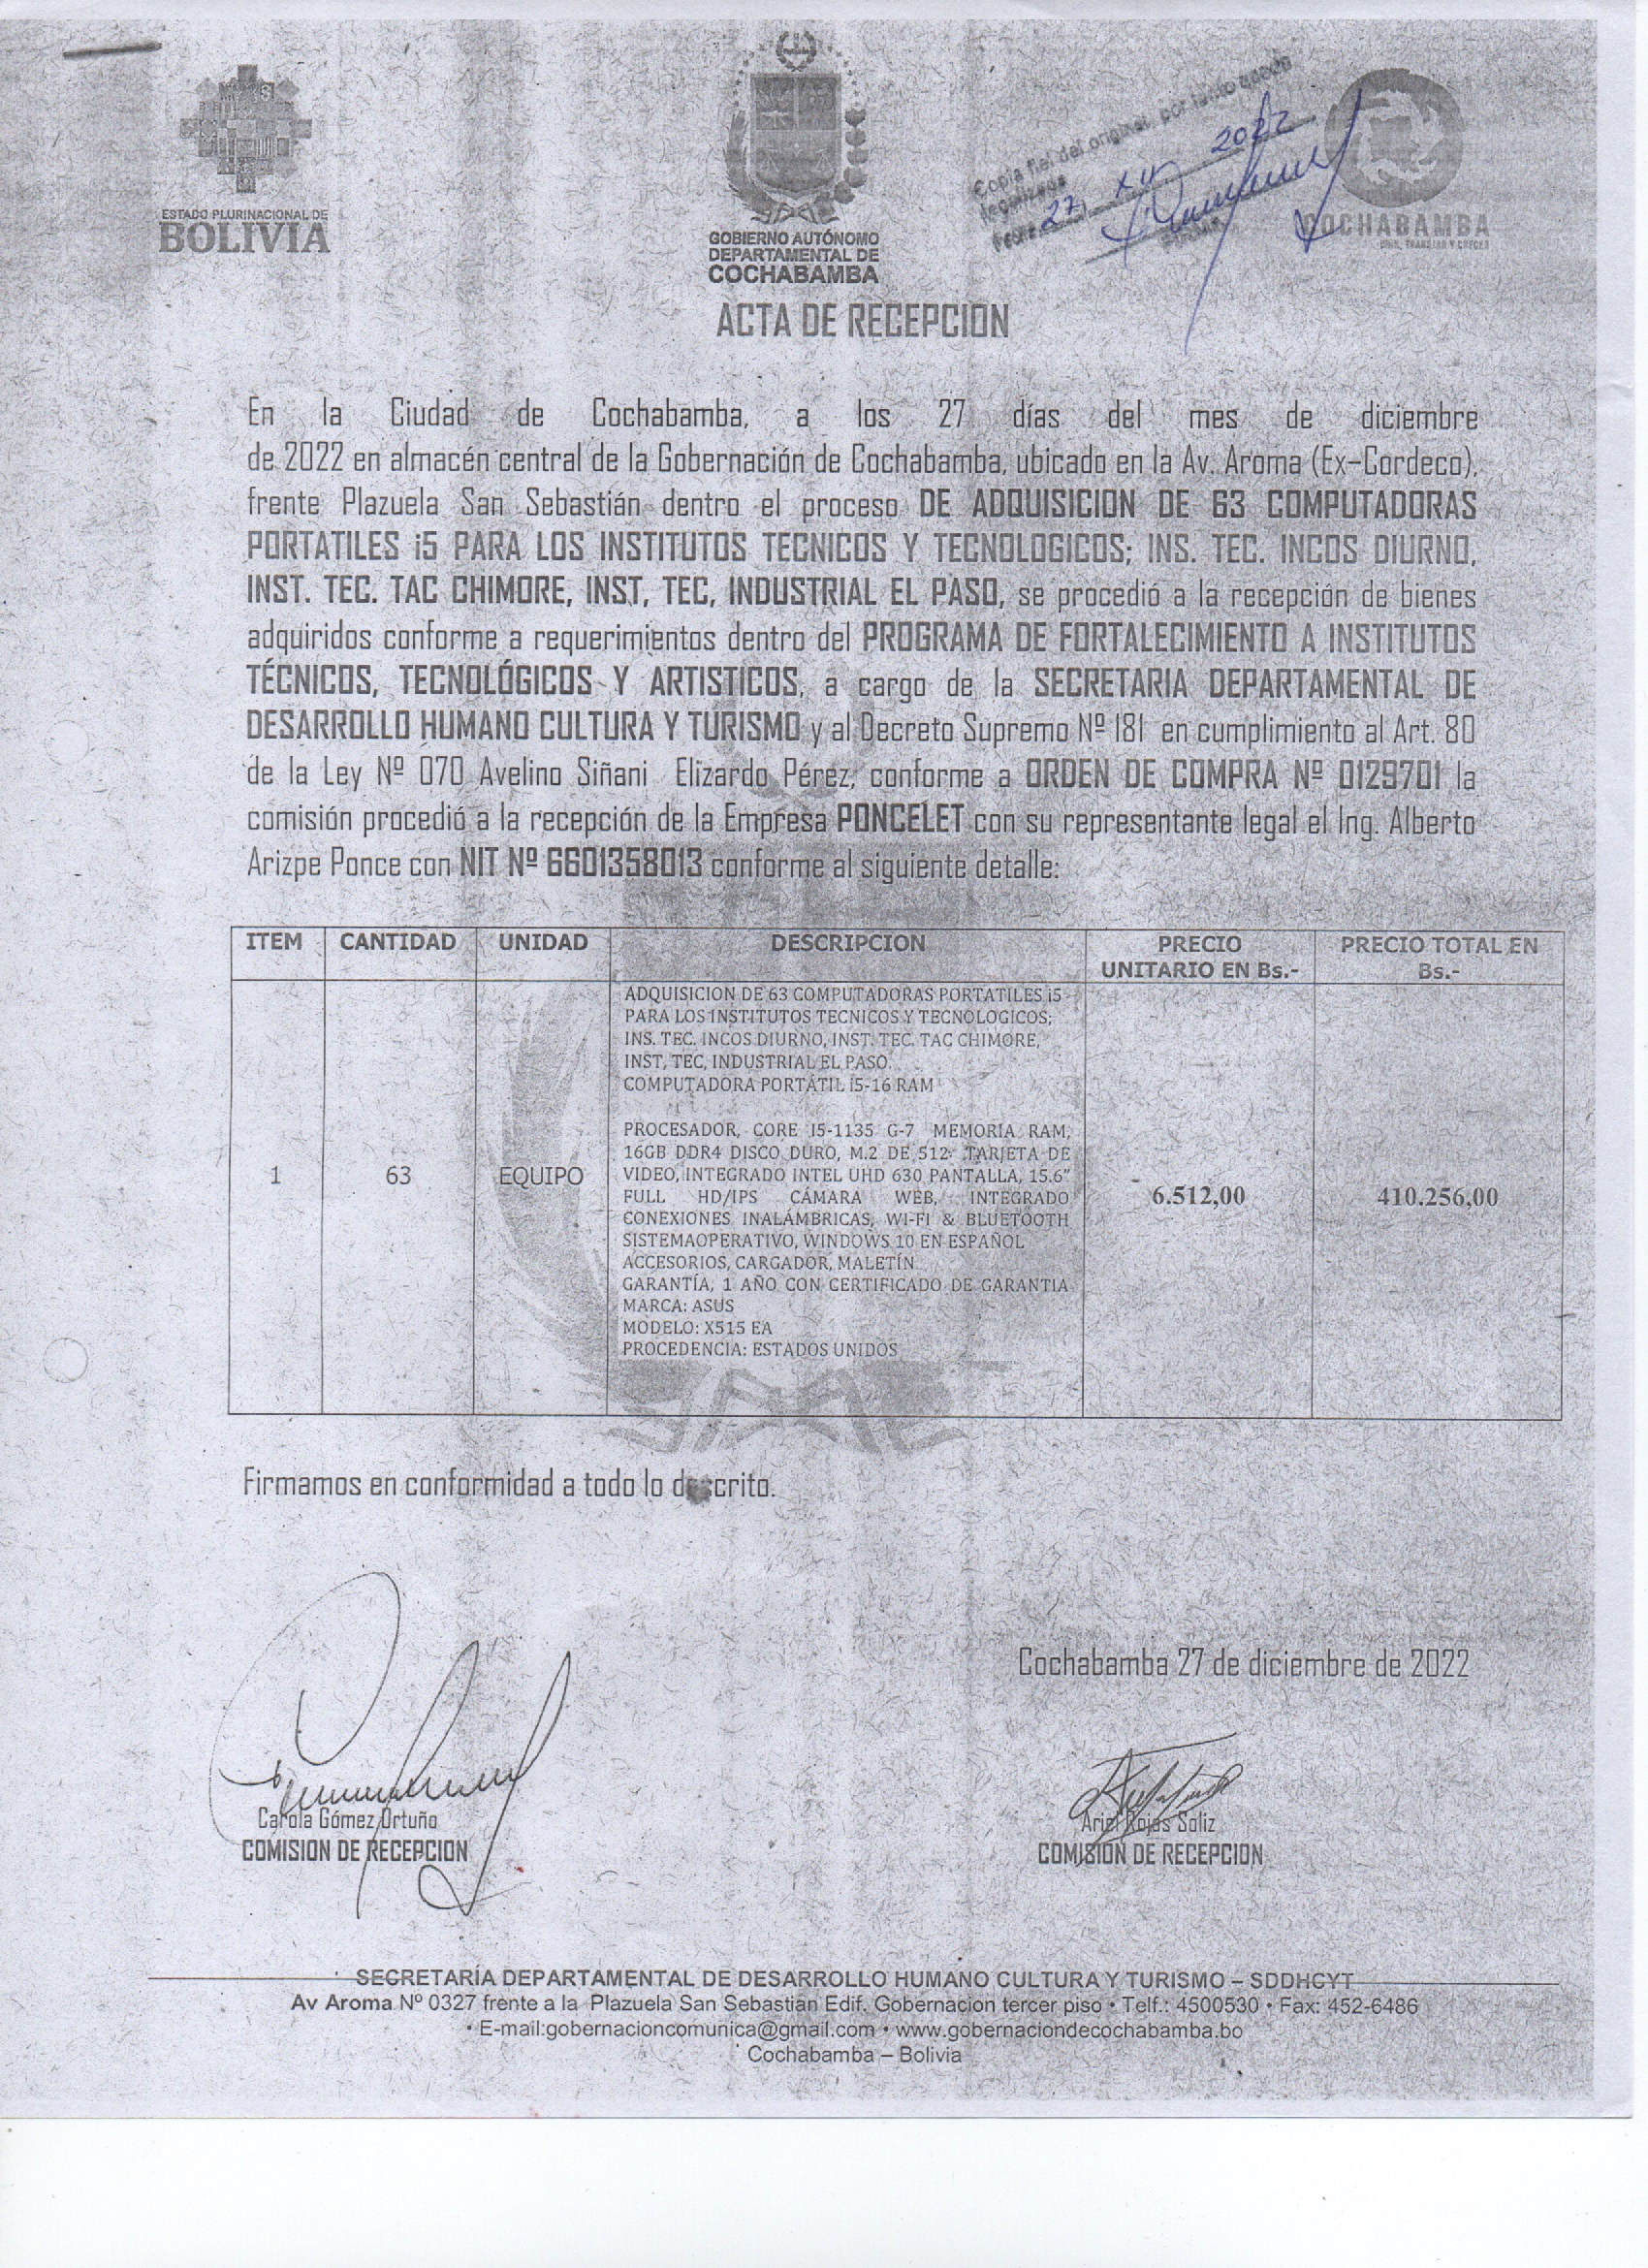 ESTADO PLURINACIONAL DE
BOLIVIA
GOBIERNO AUTÓNOMO
DEPARTAMENTAL DE
COCHABAMBA
Copia fiel del original, por tanto queda
legalizada
Fecha 27 XII 2022
FIRMA
COCHABAMBA
ACTA DE RECEPCION
En la Ciudad de Cochabamba, a los 27 días del mes de diciembre
de 2022 en almacén central de la Gobernación de Cochabamba, ubicado en la Av. Aroma (Ex-Cordeco),
frente Plazuela San Sebastián dentro el proceso DE ADQUISICION DE 63 COMPUTADORAS
PORTATILES i5 PARA LOS INSTITUTOS TECNICOS Y TECNOLOGICOS; INS. TEC. INCOS DIURNO,
INST. TEC. TAC CHIMORE, INST, TEC, INDUSTRIAL EL PASO, se procedió a la recepción de bienes
adquiridos conforme a requerimientos dentro del PROGRAMA DE FORTALECIMIENTO A INSTITUTOS
TÉCNICOS, TECNOLÓGICOS Y ARTISTICOS, a cargo de la SECRETARIA DEPARTAMENTAL DE
DESARROLLO HUMANO CULTURA Y TURISMO y al Decreto Supremo Nº 181 en cumplimiento al Art. 80
de la Ley Nº 070 Avelino Siñani Elizardo Pérez, conforme a ORDEN DE COMPRA Nº 0129701 la
comisión procedió a la recepción de la Empresa PONCELET con su representante legal el Ing. Alberto
Arizpe Ponce con NIT Nº 6601358013 conforme al siguiente detalle:
ITEM CANTIDAD UNIDAD DESCRIPCION PRECIO UNITARIO EN Bs.- PRECIO TOTAL EN Bs.-
ADQUISICION DE 63 COMPUTADORAS PORTATILES i5
PARA LOS INSTITUTOS TECNICOS Y TECNOLOGICOS;
INS. TEC. INCOS DIURNO, INST. TEC. TAC CHIMORE,
INST, TEC, INDUSTRIAL EL PASO.
COMPUTADORA PORTÁTIL i5-16 RAM
PROCESADOR, CORE I5-1135 G-7 MEMORIA RAM,
16GB DDR4 DISCO DURO, M.2 DE 512. TARJETA DE
1 63 EQUIPO VIDEO, INTEGRADO INTEL UHD 630 PANTALLA, 15.6" 6.512,00 410.256,00
FULL HD/IPS CÁMARA WEB, INTEGRADO
CONEXIONES INALÁMBRICAS, WI-FI & BLUETOOTH
SISTEMAOPERATIVO, WINDOWS 10 EN ESPAÑOL
ACCESORIOS, CARGADOR, MALETÍN
GARANTÍA, 1 AÑO CON CERTIFICADO DE GARANTIA
MARCA: ASUS
MODELO: X515 EA
PROCEDENCIA: ESTADOS UNIDOS
Firmamos en conformidad a todo lo descrito.
Cochabamba 27 de diciembre de 2022
Carola Gómez Ortuño
COMISION DE RECEPCION
Ariel Rojas Soliz
COMISION DE RECEPCION
SECRETARÍA DEPARTAMENTAL DE DESARROLLO HUMANO CULTURA Y TURISMO – SDDHCYT
Av Aroma Nº 0327 frente a la Plazuela San Sebastian Edif. Gobernacion tercer piso • Telf.: 4500530 • Fax: 452-6486
• E-mail:gobernacioncomunica@gmail.com • www.gobernaciondecochabamba.bo
Cochabamba – Bolivia